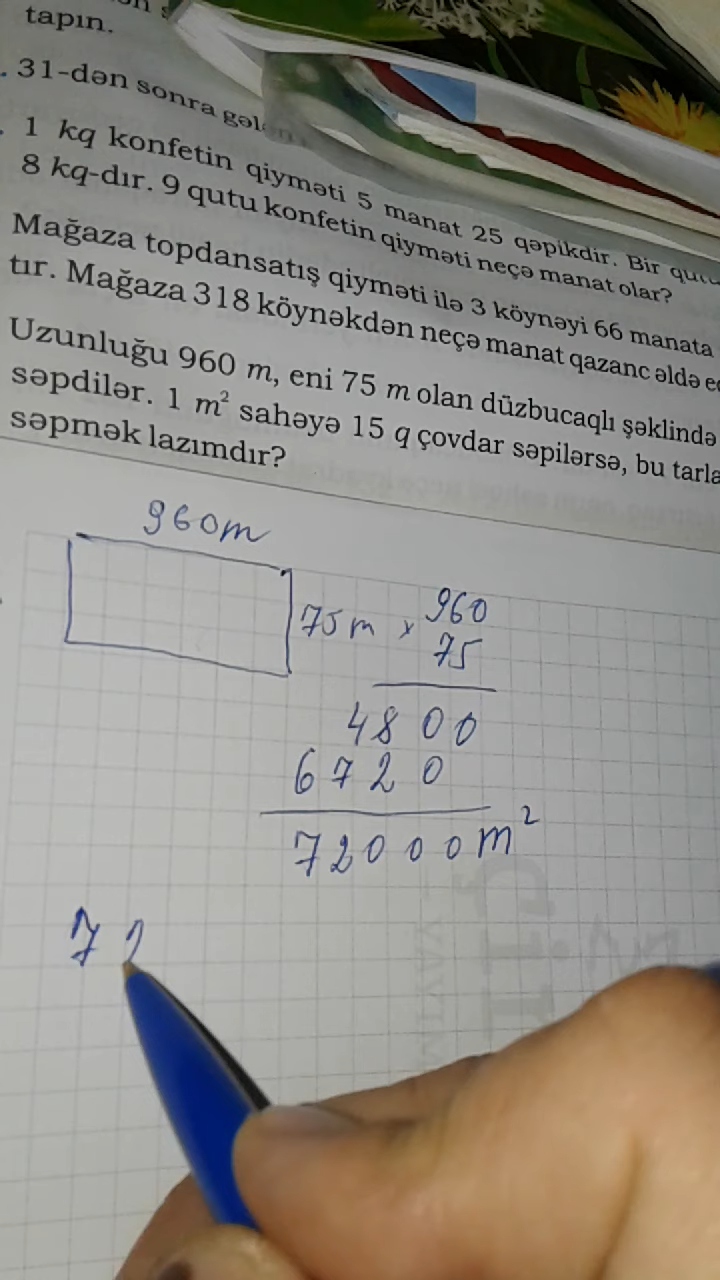 tapın.
31-dən sonra gələn
1 kq konfetin qiyməti 5 manat 25 qəpikdir. Bir qutu
8 kq-dır. 9 qutu konfetin qiyməti neçə manat olar?
Mağaza topdansatış qiyməti ilə 3 köynəyi 66 manata
tır. Mağaza 318 köynəkdən neçə manat qazanc əldə
Uzunluğu 960 m, eni 75 m olan düzbucaqlı şəklində
səpdilər. 1 m² sahəyə 15 q çovdar səpilərsə, bu tarla
səpmək lazımdır?
960m
75m
× 960
75
4800
6720
72000m²
72